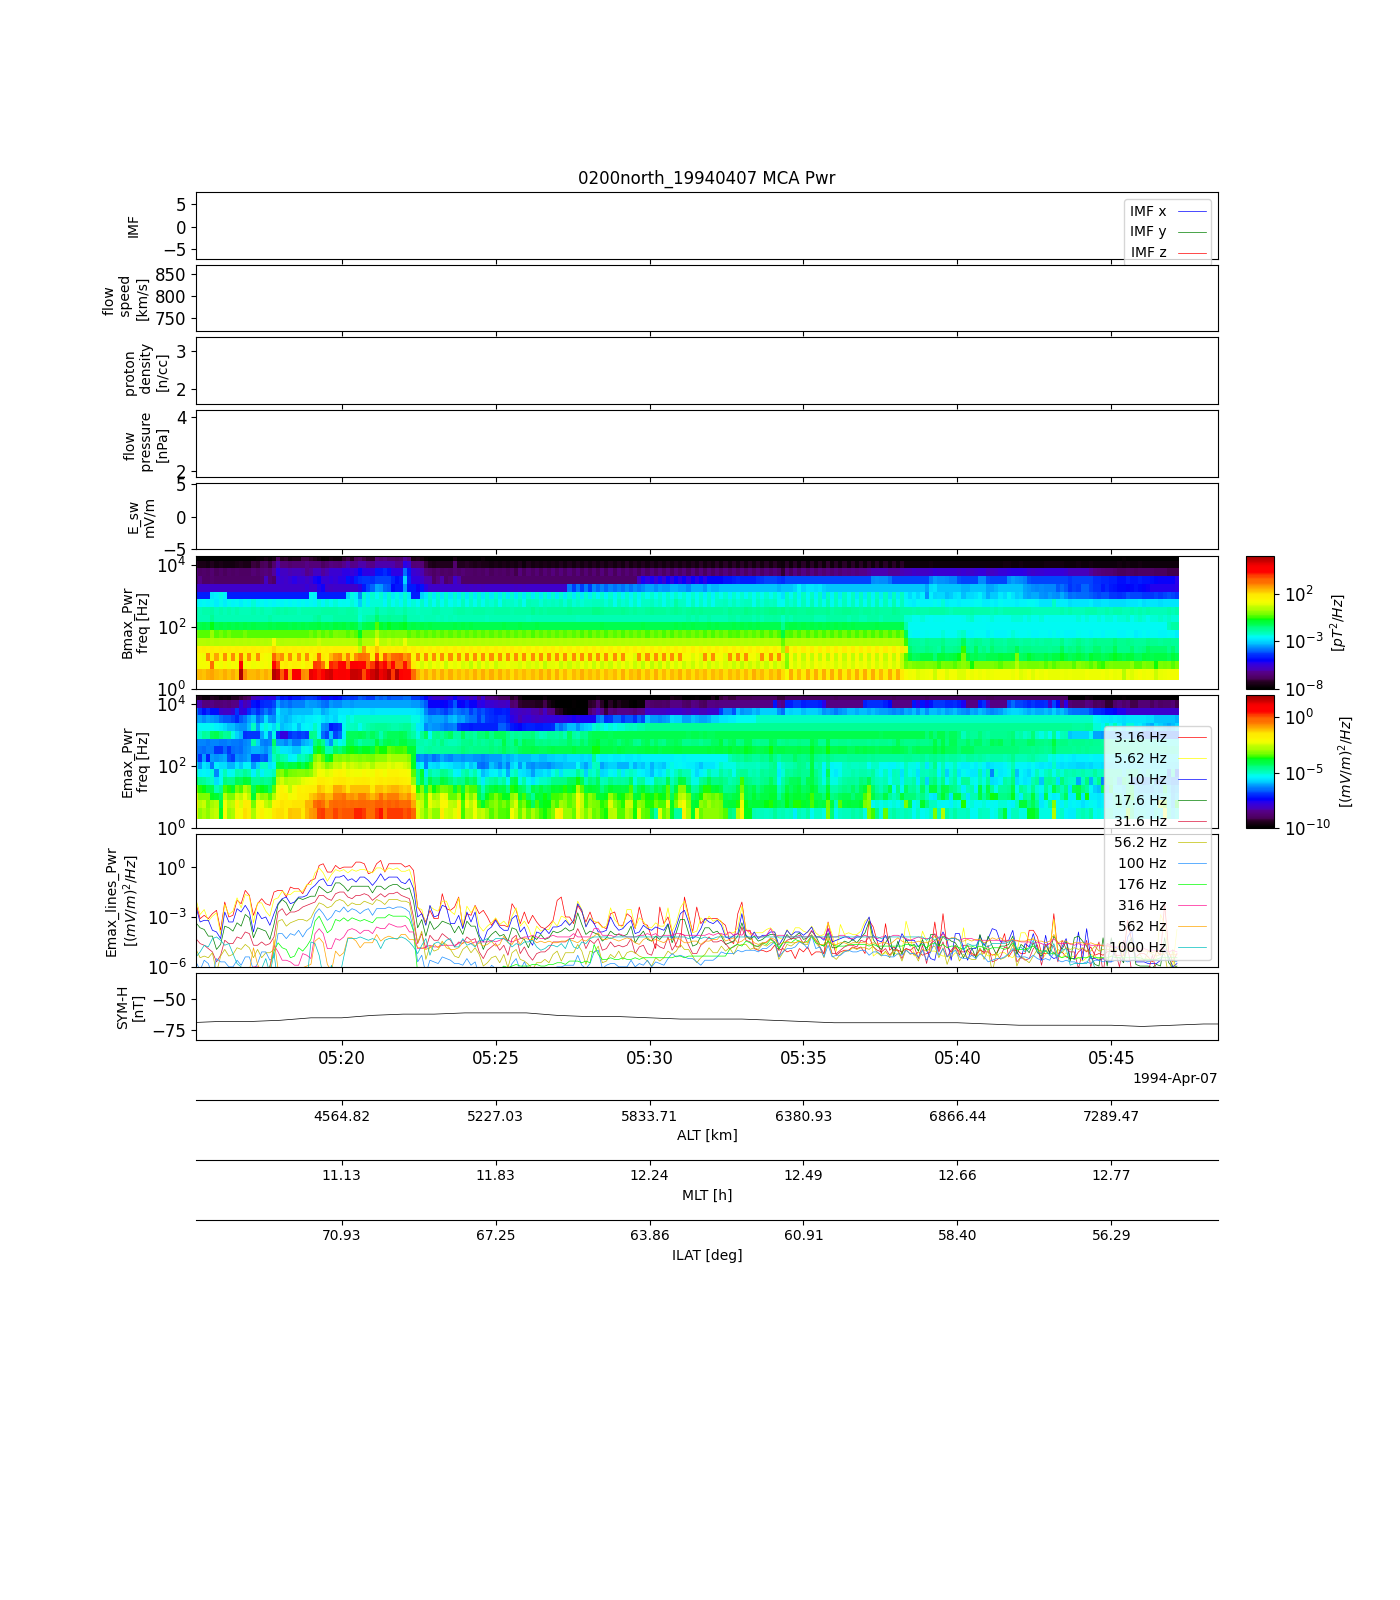 0200north_19940407 MCA Pwr
IMF
5
0
−5
IMF x
IMF y
IMF z
flow
speed
[km/s]
850
800
750
proton
density
[n/cc]
3
2
flow
pressure
[nPa]
4
2
E_sw
mV/m
5
0
−5
Bmax_Pwr
freq [Hz]
10^4
10^2
10^0
10^2
10^−3
10^−8
[pT^2/Hz]
Emax_Pwr
freq [Hz]
10^4
10^2
10^0
10^0
10^−5
10^−10
[(mV/m)^2/Hz]
3.16 Hz
5.62 Hz
10 Hz
17.6 Hz
31.6 Hz
56.2 Hz
100 Hz
176 Hz
316 Hz
562 Hz
1000 Hz
Emax_lines_Pwr
[(mV/m)^2/Hz]
10^0
10^−3
10^−6
SYM-H
[nT]
−50
−75
05:20 05:25 05:30 05:35 05:40 05:45
1994-Apr-07
4564.82 5227.03 5833.71 6380.93 6866.44 7289.47
ALT [km]
11.13 11.83 12.24 12.49 12.66 12.77
MLT [h]
70.93 67.25 63.86 60.91 58.40 56.29
ILAT [deg]